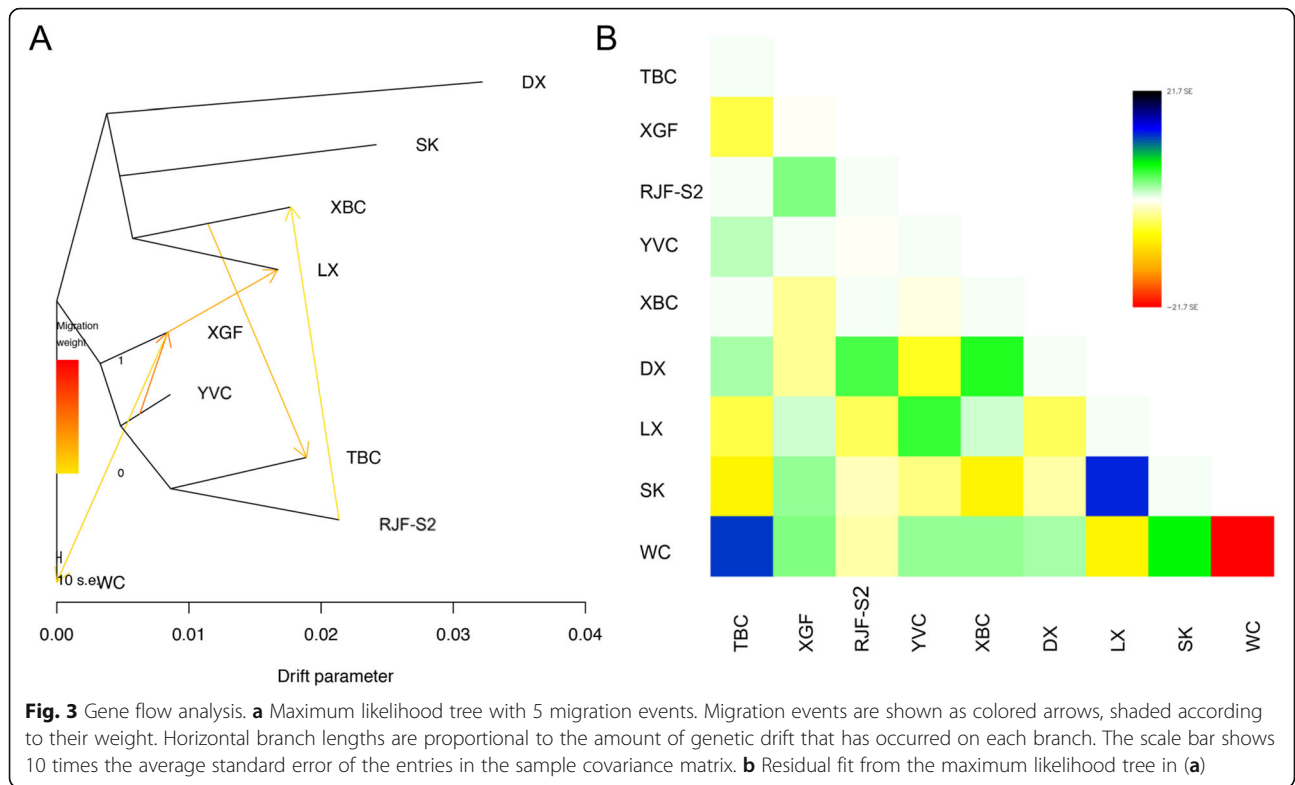 A
DX
SK
XBC
LX
XGF
YVC
TBC
RJF-S2
WC
Migration
weight
1
0
10 s.e.
0.00 0.01 0.02 0.03 0.04
Drift parameter
B
TBC
XGF
RJF-S2
YVC
XBC
DX
LX
SK
WC
TBC XGF RJF-S2 YVC XBC DX LX SK WC
21.7 SE
−21.7 SE
Fig. 3 Gene flow analysis. a Maximum likelihood tree with 5 migration events. Migration events are shown as colored arrows, shaded according
to their weight. Horizontal branch lengths are proportional to the amount of genetic drift that has occurred on each branch. The scale bar shows
10 times the average standard error of the entries in the sample covariance matrix. b Residual fit from the maximum likelihood tree in (a)